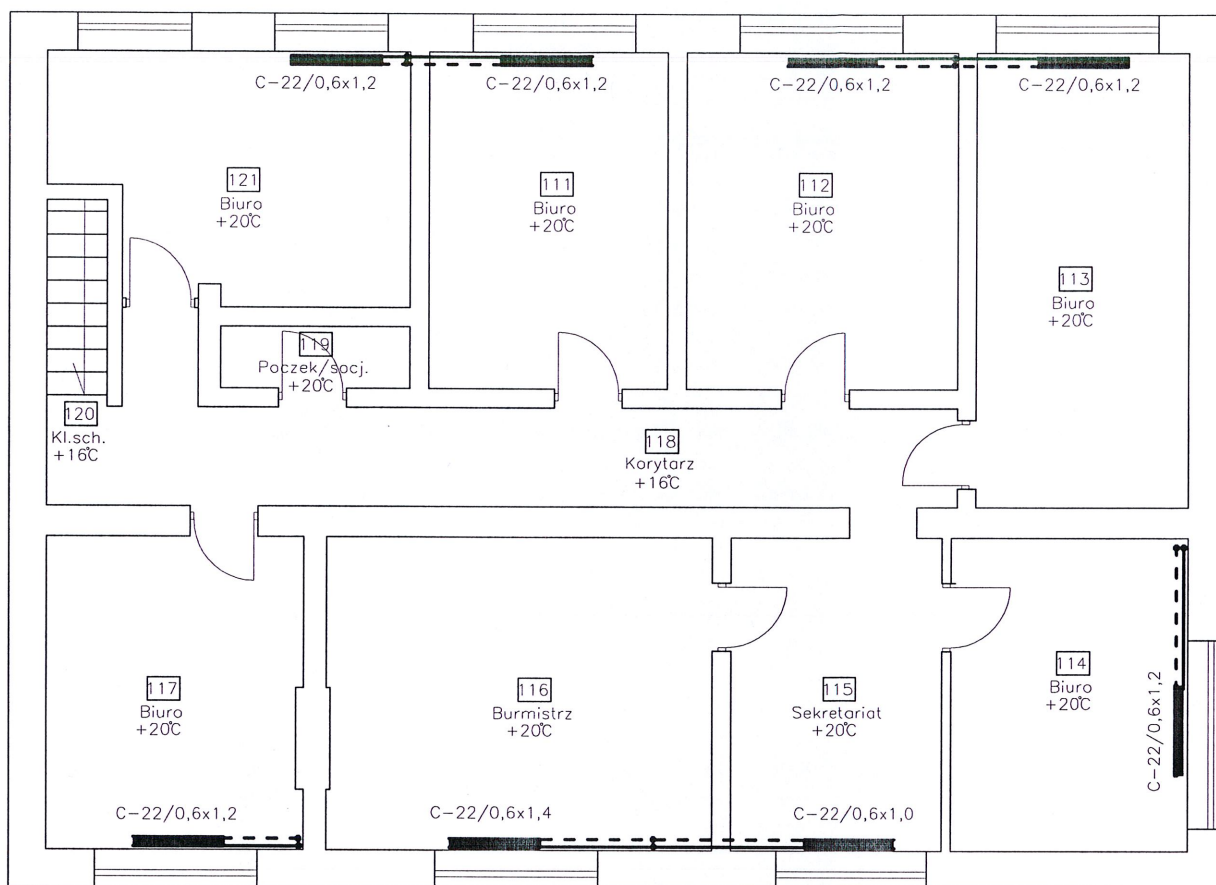 C-22/0,6x1,2
C-22/0,6x1,2
C-22/0,6x1,2
C-22/0,6x1,2
121
Biuro
+20°C
111
Biuro
+20°C
112
Biuro
+20°C
113
Biuro
+20°C
119
Poczek/socj.
+20°C
120
Kl.sch.
+16°C
118
Korytarz
+16°C
117
Biuro
+20°C
116
Burmistrz
+20°C
115
Sekretariat
+20°C
114
Biuro
+20°C
C-22/0,6x1,2
C-22/0,6x1,2
C-22/0,6x1,4
C-22/0,6x1,0